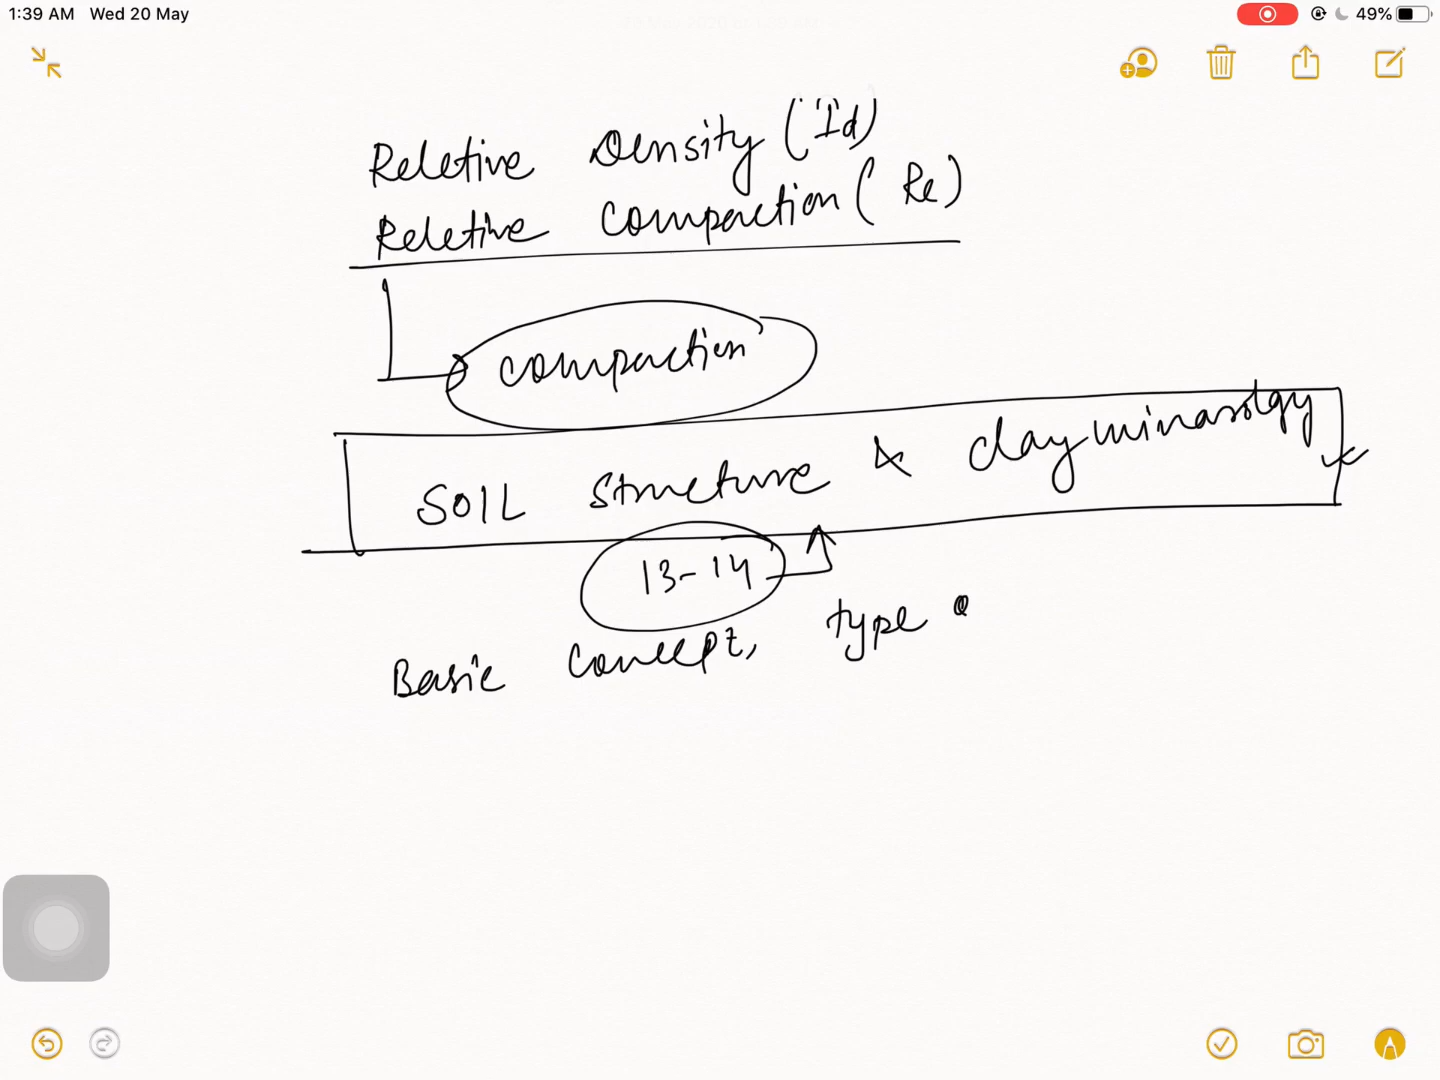 1:39 AM Wed 20 May 49%
Reletive Density (Id)
Reletive Compaction (Re)
compaction
SOIL Structure & clay minarolgy
13-14
Basic Concept, type